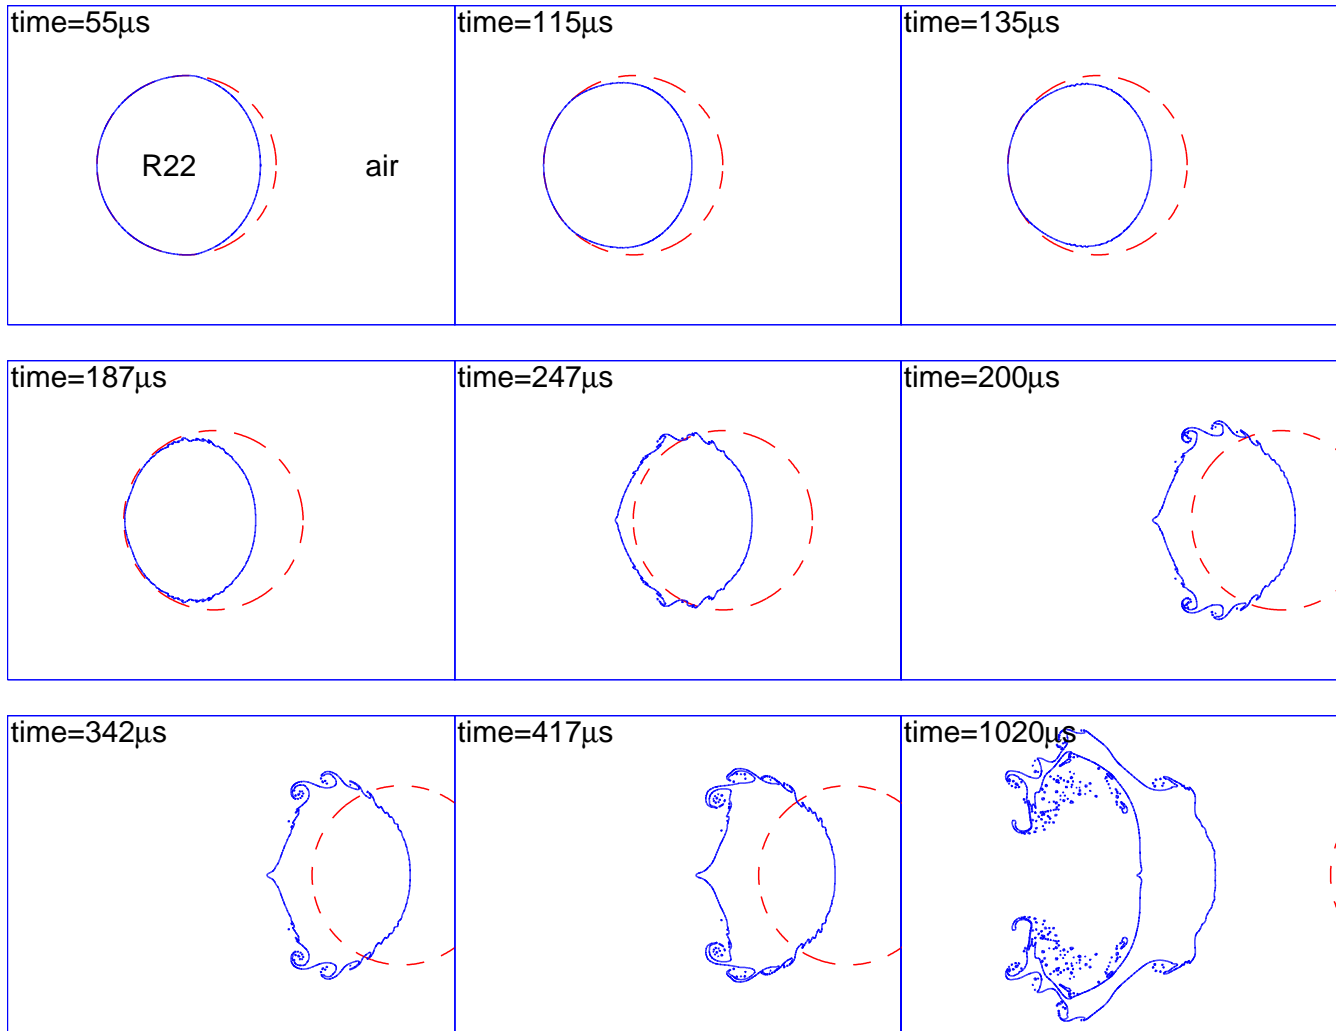 time=55μs
time=115μs
time=135μs
R22
air
time=187μs
time=247μs
time=200μs
time=342μs
time=417μs
time=1020μs